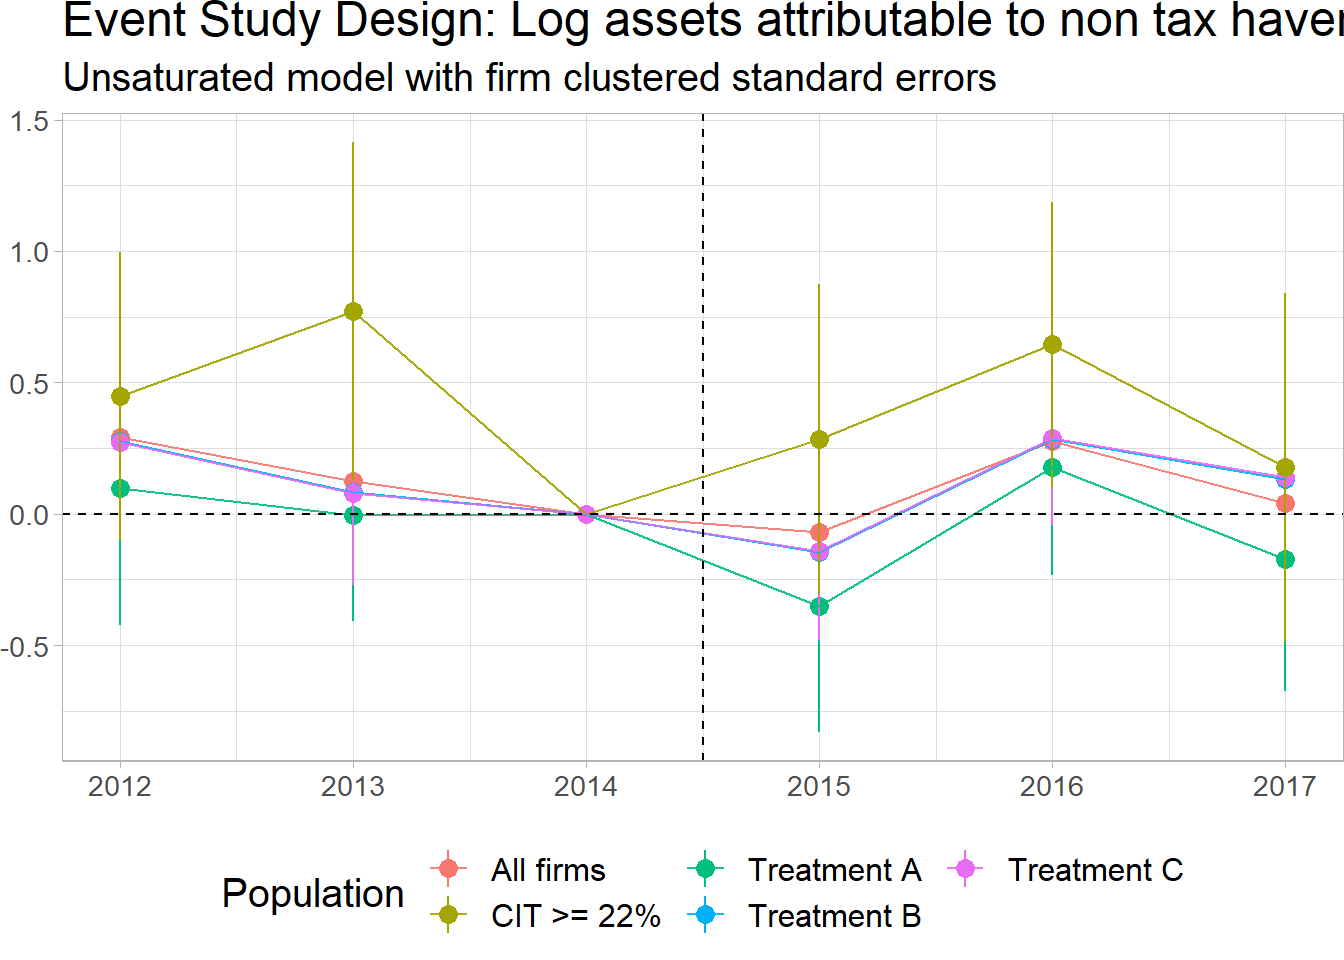 Event Study Design: Log assets attributable to non tax haven
Unsaturated model with firm clustered standard errors
1.5
1.0
0.5
0.0
-0.5
2012 2013 2014 2015 2016 2017
Population
All firms Treatment A Treatment C
CIT >= 22% Treatment B